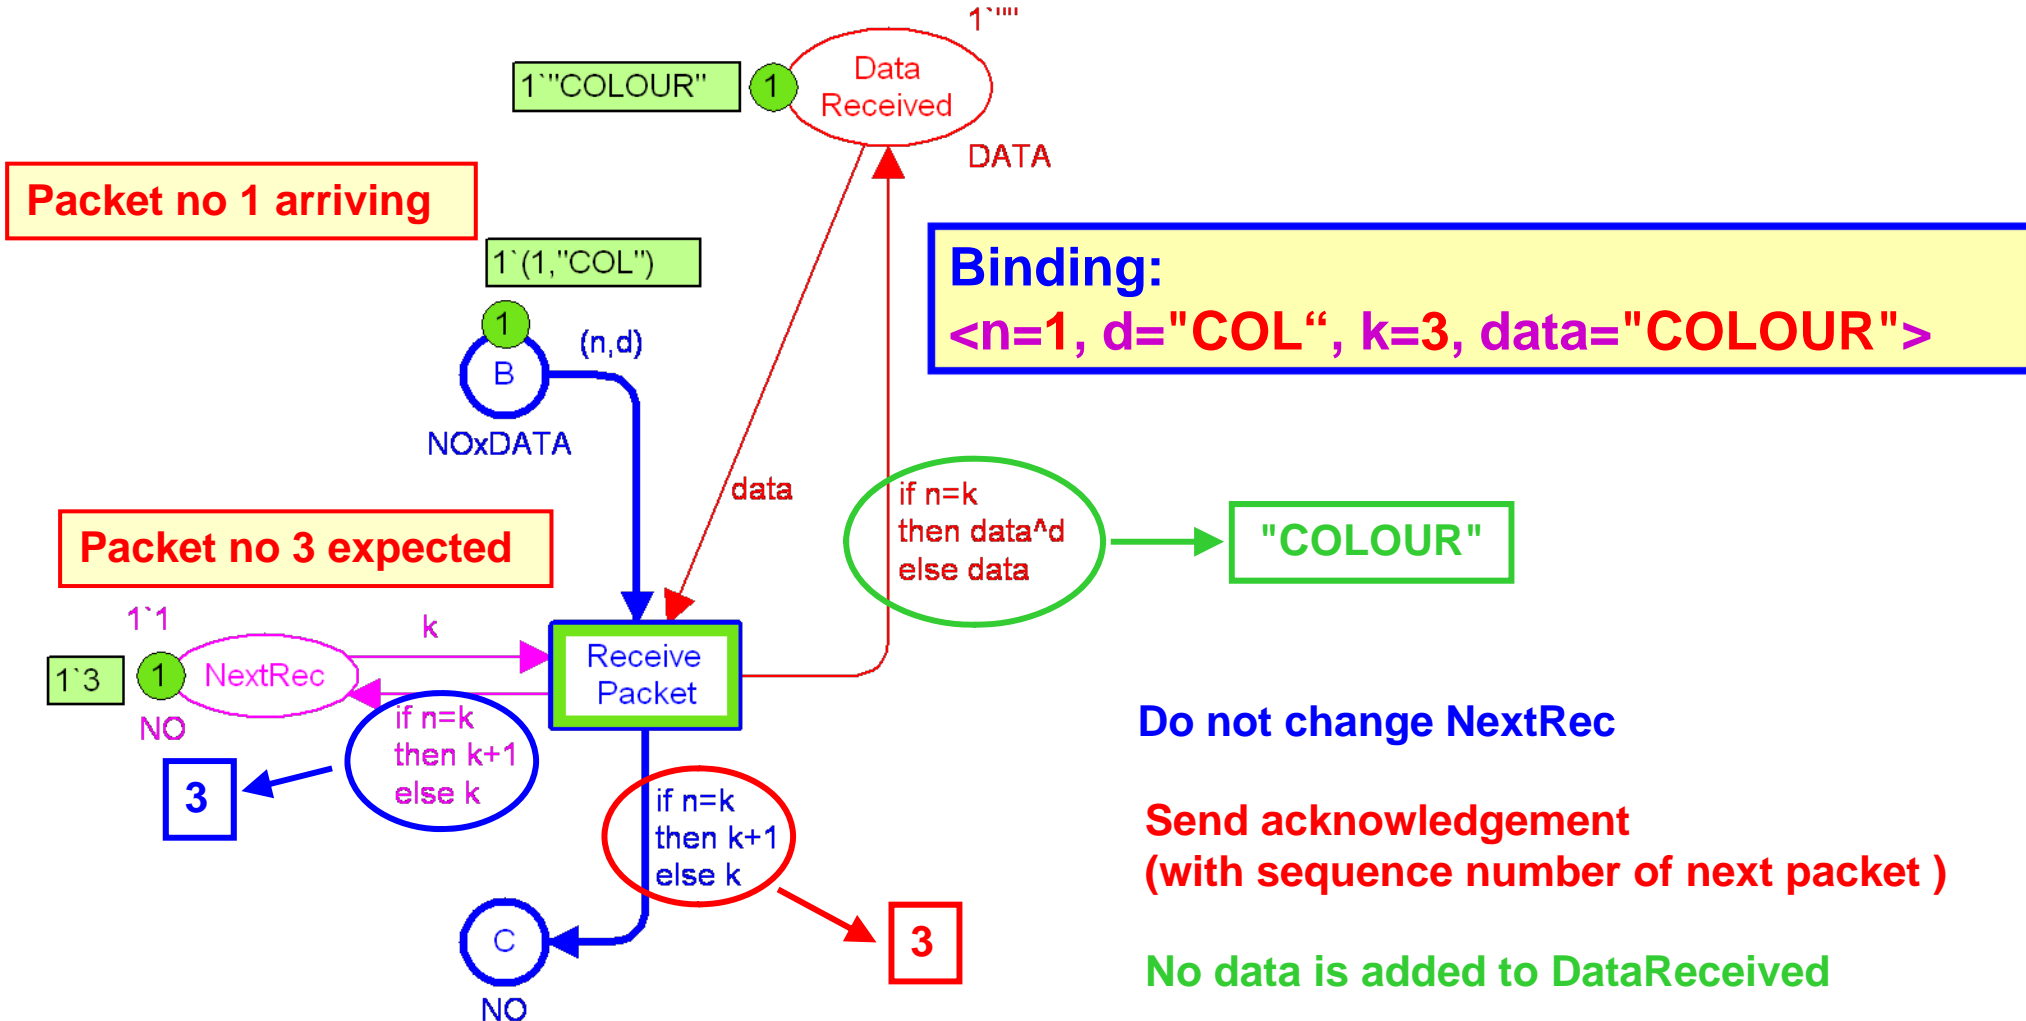 1`""
1`"COLOUR"
1
Data
Received
DATA
Packet no 1 arriving
1`(1,"COL")
1
(n,d)
B
NOxDATA
Binding:
<n=1, d="COL“, k=3, data="COLOUR">
data
if n=k
then data^d
else data
"COLOUR"
Packet no 3 expected
1`1
k
1`3
1
NextRec
NO
Receive
Packet
if n=k
then k+1
else k
3
if n=k
then k+1
else k
3
C
NO
Do not change NextRec
Send acknowledgement
(with sequence number of next packet )
No data is added to DataReceived